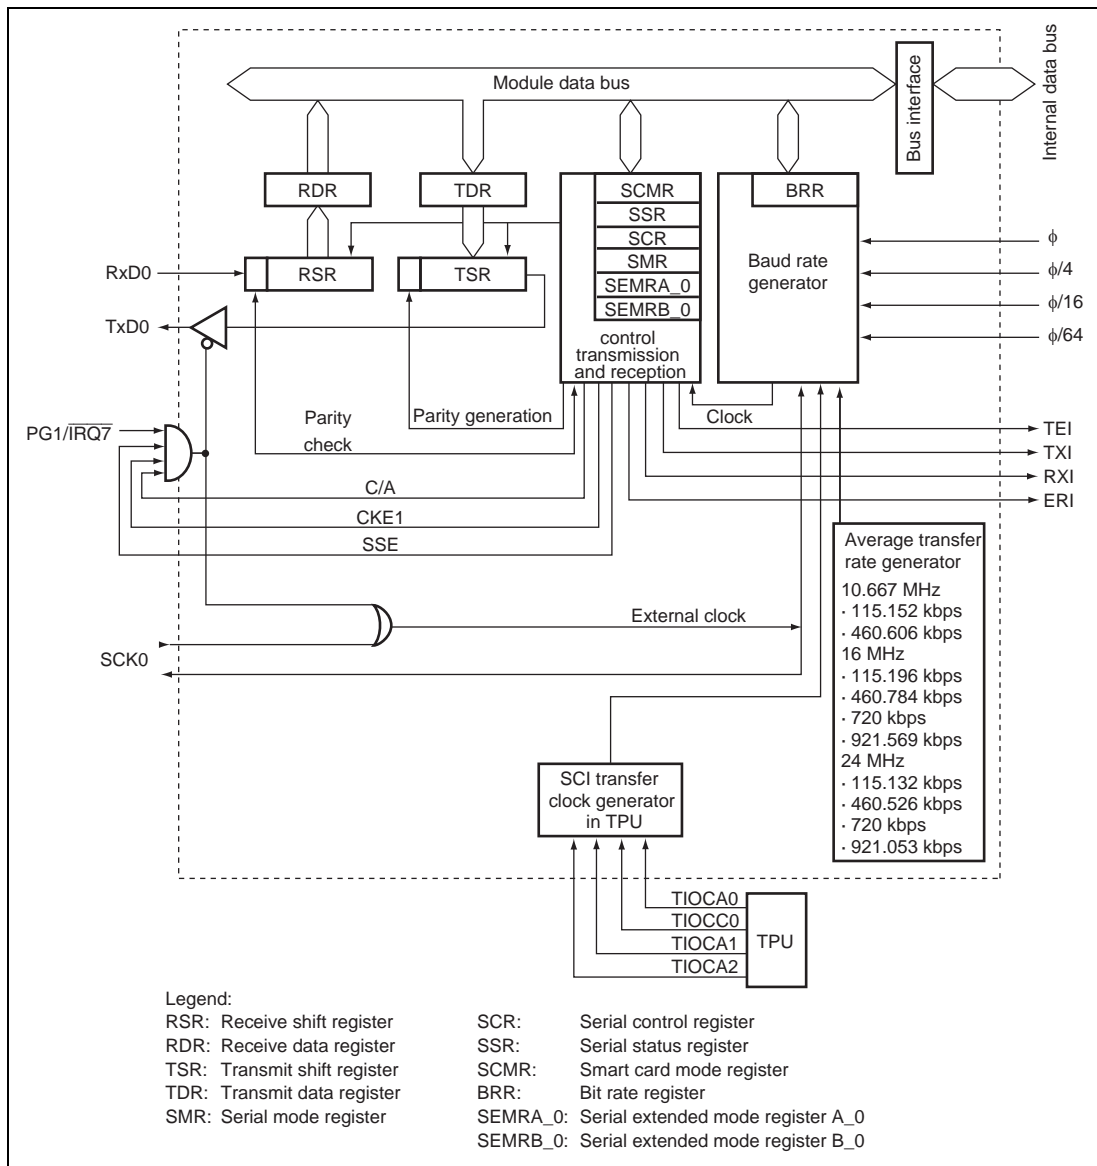 Module data bus
Bus interface
Internal data bus
RDR
TDR
SCMR
SSR
SCR
SMR
SEMRA_0
SEMRB_0
control
transmission
and reception
BRR
Baud rate
generator
ϕ
ϕ/4
ϕ/16
ϕ/64
RxD0
RSR
TSR
TxD0
Parity
check
Parity generation
Clock
PG1/IRQ7
TEI
TXI
RXI
ERI
C/A
CKE1
SSE
External clock
SCK0
Average transfer
rate generator
10.667 MHz
· 115.152 kbps
· 460.606 kbps
16 MHz
· 115.196 kbps
· 460.784 kbps
· 720 kbps
· 921.569 kbps
24 MHz
· 115.132 kbps
· 460.526 kbps
· 720 kbps
· 921.053 kbps
SCI transfer
clock generator
in TPU
TIOCA0
TIOCC0
TIOCA1
TIOCA2
TPU
Legend:
RSR: Receive shift register
RDR: Receive data register
TSR: Transmit shift register
TDR: Transmit data register
SMR: Serial mode register
SCR: Serial control register
SSR: Serial status register
SCMR: Smart card mode register
BRR: Bit rate register
SEMRA_0: Serial extended mode register A_0
SEMRB_0: Serial extended mode register B_0